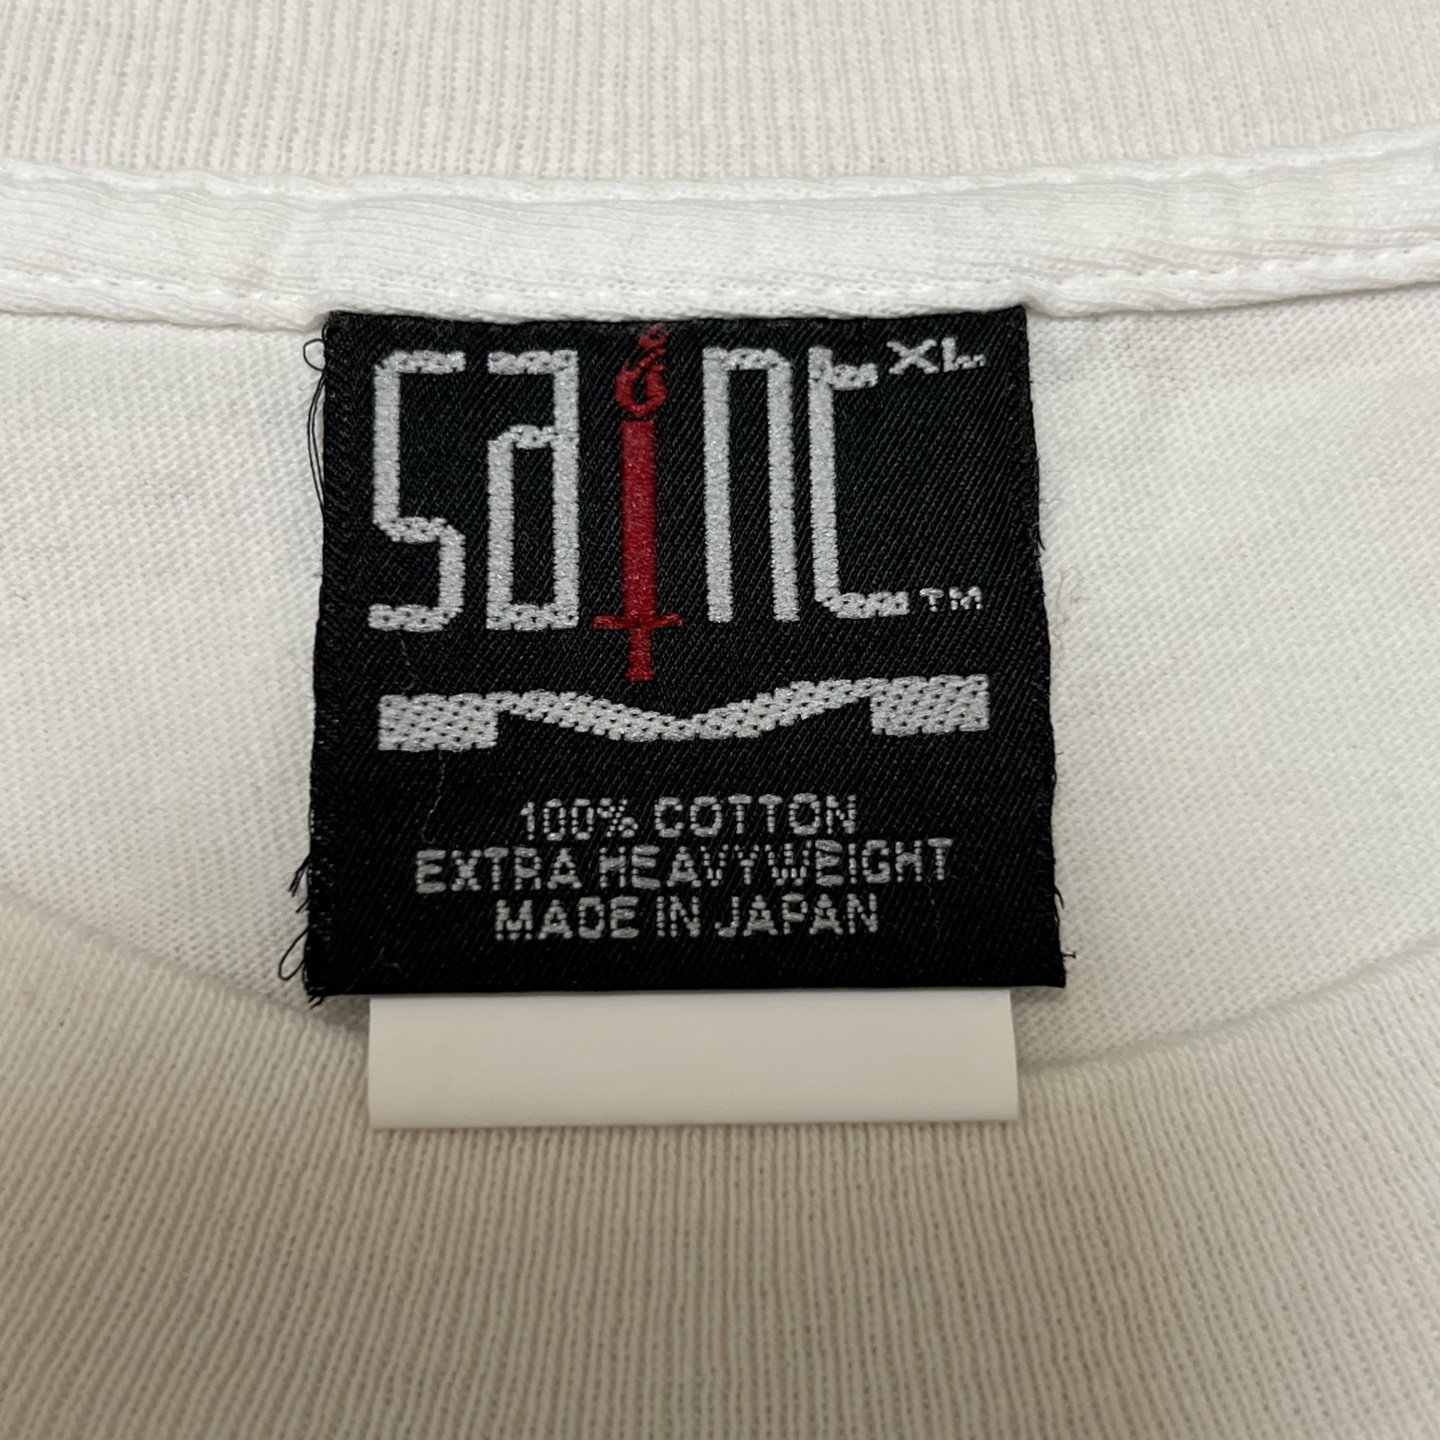 saint XL
TM
100% COTTON
EXTRA HEAVYWEIGHT
MADE IN JAPAN